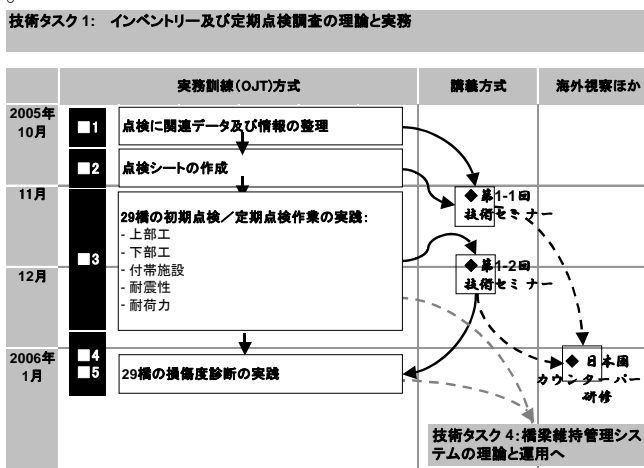 技術タスク 1: インベントリー及び定期点検調査の理論と実務
実務訓練(OJT)方式
講義方式
海外視察ほか
2005年
10月
■1
点検に関連データ及び情報の整理
■2
点検シートの作成
11月
◆第1-1回
技術セミナー
■3
29橋の初期点検／定期点検作業の実践:
- 上部工
- 下部工
- 付帯施設
- 耐震性
- 耐荷力
◆第1-2回
技術セミナー
12月
2006年
1月
■4
■5
29橋の損傷度診断の実践
◆日本国
カウンターパー
研修
技術タスク 4:橋梁維持管理シス
テムの理論と運用へ